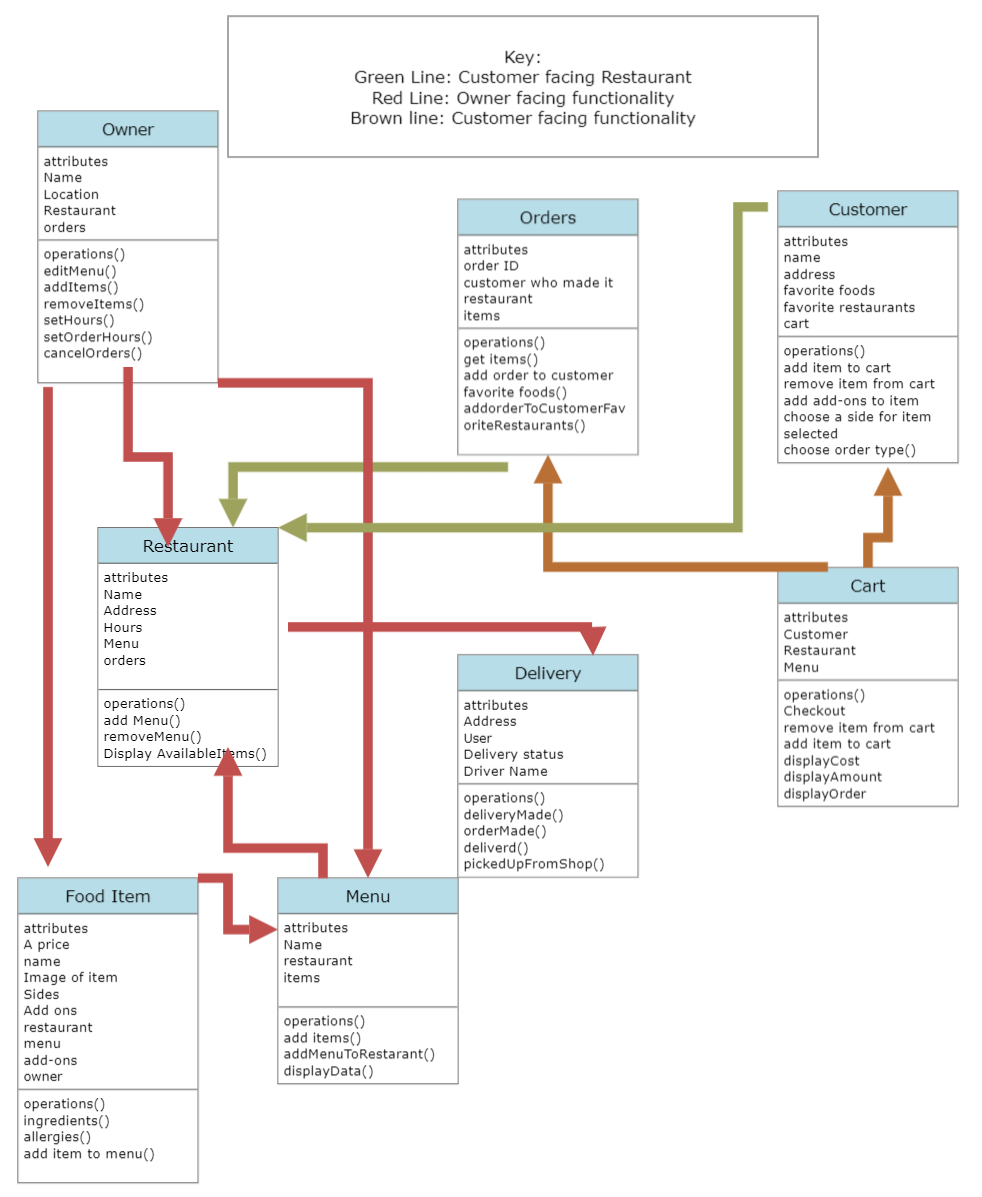 Key:
Green Line: Customer facing Restaurant
Red Line: Owner facing functionality
Brown line: Customer facing functionality
Owner
attributes
Name
Location
Restaurant
orders
operations()
editMenu()
addItems()
removeItems()
setHours()
setOrderHours()
cancelOrders()
Orders
attributes
order ID
customer who made it
restaurant
items
operations()
get items()
add order to customer
favorite foods()
addorderToCustomerFav
oriteRestaurants()
Customer
attributes
name
address
favorite foods
favorite restaurants
cart
operations()
add item to cart
remove item from cart
add add-ons to item
choose a side for item
selected
choose order type()
Restaurant
attributes
Name
Address
Hours
Menu
orders
operations()
add Menu()
removeMenu()
Display AvailableItems()
Delivery
attributes
Address
User
Delivery status
Driver Name
operations()
deliveryMade()
orderMade()
deliverd()
pickedUpFromShop()
Cart
attributes
Customer
Restaurant
Menu
operations()
Checkout
remove item from cart
add item to cart
displayCost
displayAmount
displayOrder
Food Item
attributes
A price
name
Image of item
Sides
Add ons
restaurant
menu
add-ons
owner
operations()
ingredients()
allergies()
add item to menu()
Menu
attributes
Name
restaurant
items
operations()
add items()
addMenuToRestarant()
displayData()